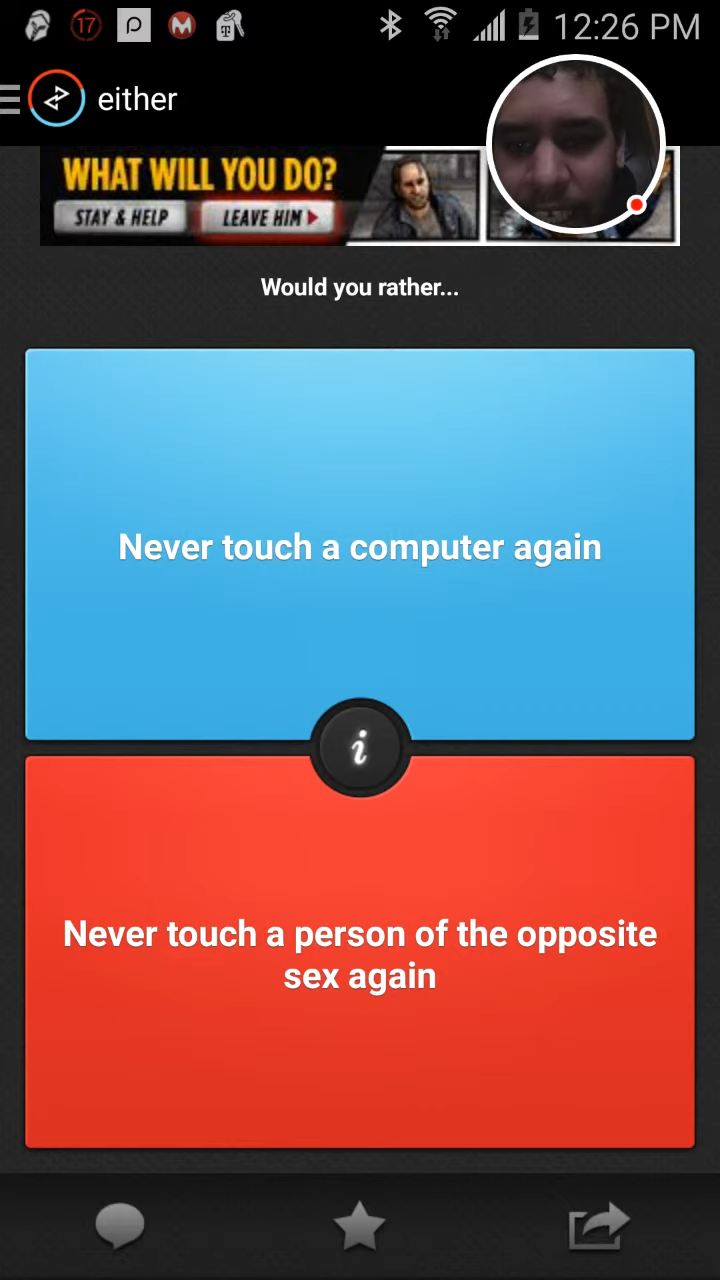 17
12:26 PM
either
WHAT WILL YOU DO?
STAY & HELP
LEAVE HIM
Would you rather...
Never touch a computer again
i
Never touch a person of the opposite
sex again